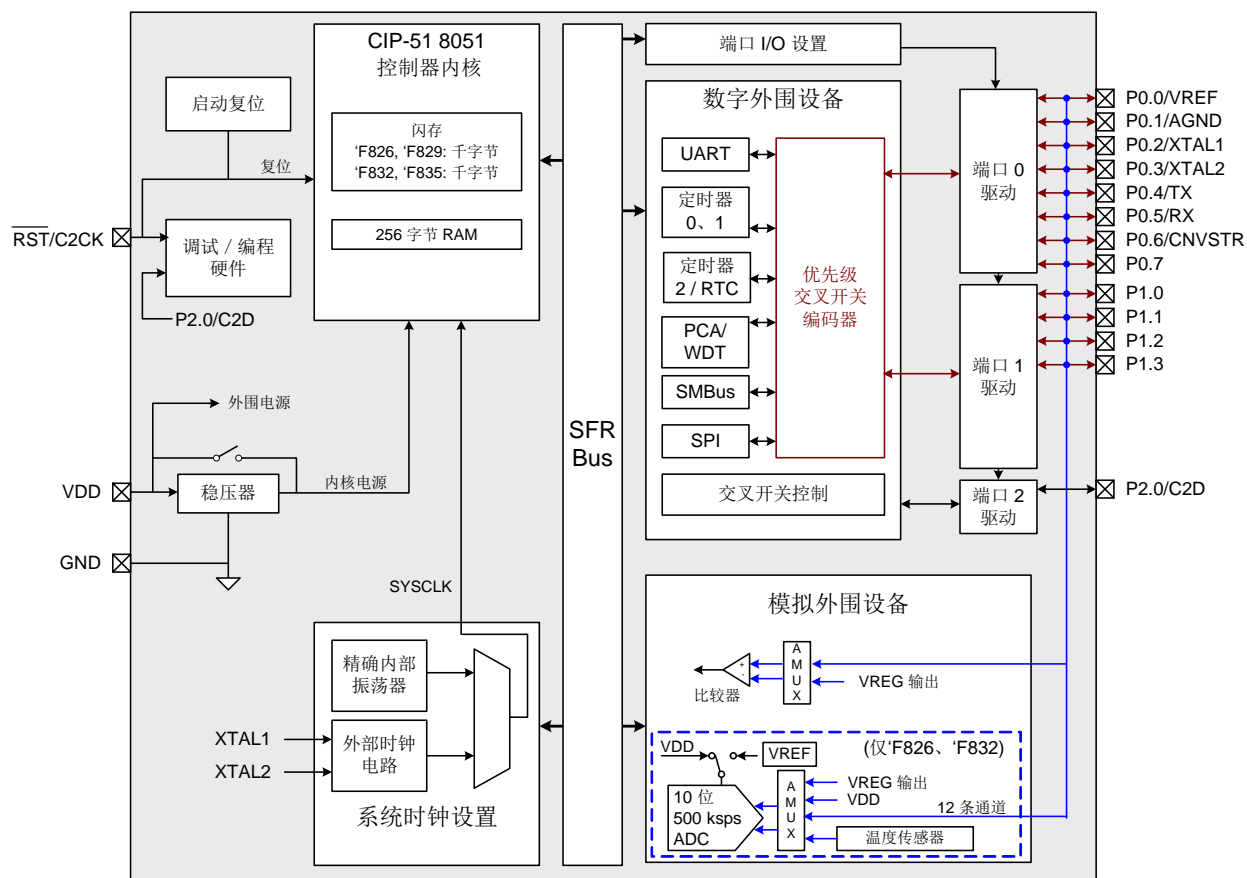 CIP-51 8051
控制器内核
闪存
‘F826, ‘F829: 千字节
‘F832, ‘F835: 千字节
256 字节 RAM
启动复位
复位
RST/C2CK
调试 / 编程
硬件
P2.0/C2D
外围电源
VDD
稳压器
内核电源
GND
SYSCLK
精确内部
振荡器
XTAL1
XTAL2
外部时钟
电路
系统时钟设置
SFR
Bus
端口 I/O 设置
数字外围设备
UART
定时器
0、1
定时器
2 / RTC
PCA/
WDT
SMBus
SPI
优先级
交叉开关
编码器
交叉开关控制
端口 0
驱动
端口 1
驱动
端口 2
驱动
P0.0/VREF
P0.1/AGND
P0.2/XTAL1
P0.3/XTAL2
P0.4/TX
P0.5/RX
P0.6/CNVSTR
P0.7
P1.0
P1.1
P1.2
P1.3
P2.0/C2D
模拟外围设备
+
-
比较器
AMUX
VREG 输出
(仅‘F826、‘F832)
VDD
VREF
10 位
500 ksps
ADC
AMUX
VREG 输出
VDD
12 条通道
温度传感器